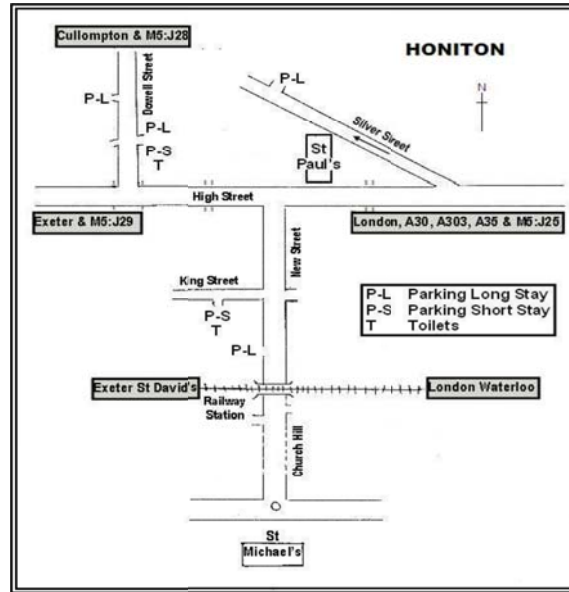 Cullompton & M5:J28
HONITON
N
P-L
Dowell Street
P-L
P-L
P-S
T
Silver Sireet
St
Paul's
High Street
Exeter & M5:J29
London, A30, A303, A35 & M5:J25
New Street
King Street
P-S
T
P-L
P-L Parking Long Stay
P-S Parking Short Stay
T Toilets
Exeter St David's
London Waterloo
Railway
Station
Church Hill
St
Michael's